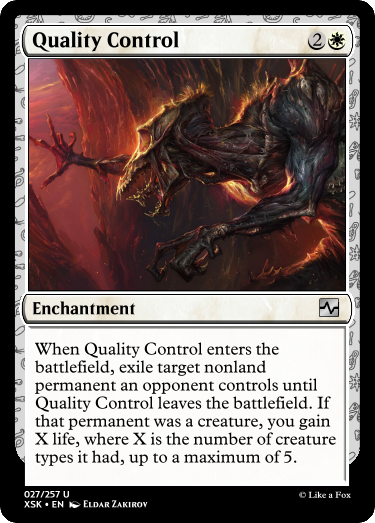 Quality Control 2
Enchantment
When Quality Control enters the
battlefield, exile target nonland
permanent an opponent controls until
Quality Control leaves the battlefield. If
that permanent was a creature, you gain
X life, where X is the number of creature
types it had, up to a maximum of 5.
027/257 U
XSK • EN Eldar Zakirov
© Like a Fox